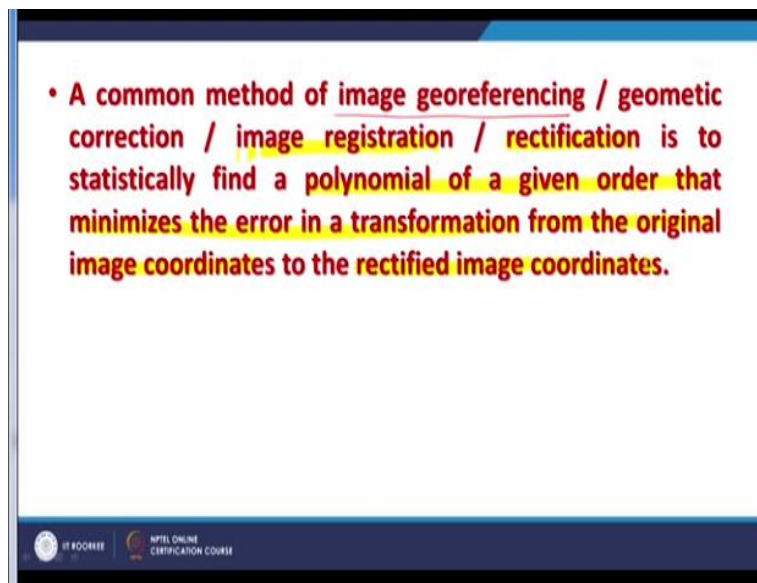 • A common method of image georeferencing / geometic
correction / image registration / rectification is to
statistically find a polynomial of a given order that
minimizes the error in a transformation from the original
image coordinates to the rectified image coordinates.
IT ROORKEE
NPTEL ONLINE
CERTIFICATION COURSE